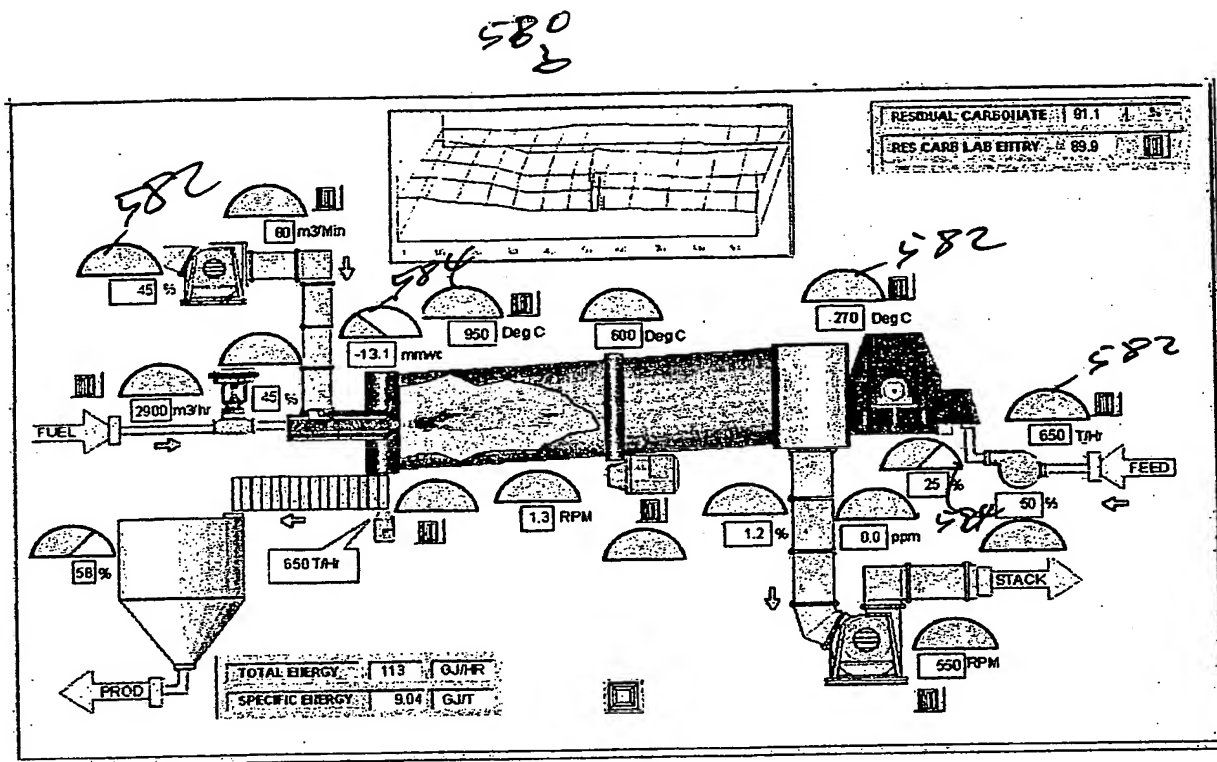 580
RESIDUAL CARBONATE 91.1 %
RES CARB LAB ENTRY 89.9
582
80 m3/Min
45 %
584
582
950 Deg C
600 Deg C
.270 Deg C
-13.1 mmwc
582
2900 m3/hr
45 %
650 T/Hr
FUEL
FEED
25 %
50 %
584
1.3 RPM
1.2 %
0.0 ppm
58 %
650 T/Hr
STACK
550 RPM
TOTAL ENERGY 113 GJ/HR
SPECIFIC ENERGY 9.04 GJ/T
PROD